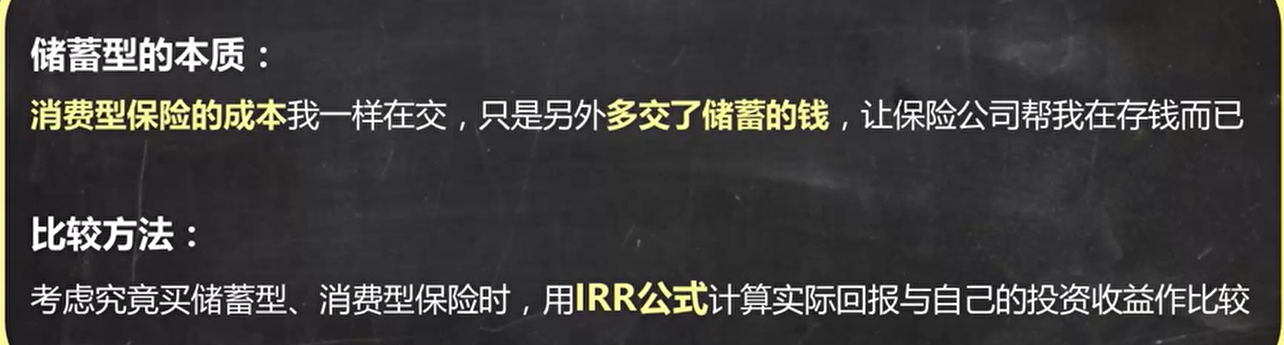 储蓄型的本质：
消费型保险的成本我一样在交，只是另外多交了储蓄的钱，让保险公司帮我在存钱而已
比较方法：
考虑究竟买储蓄型、消费型保险时，用IRR公式计算实际回报与自己的投资收益作比较